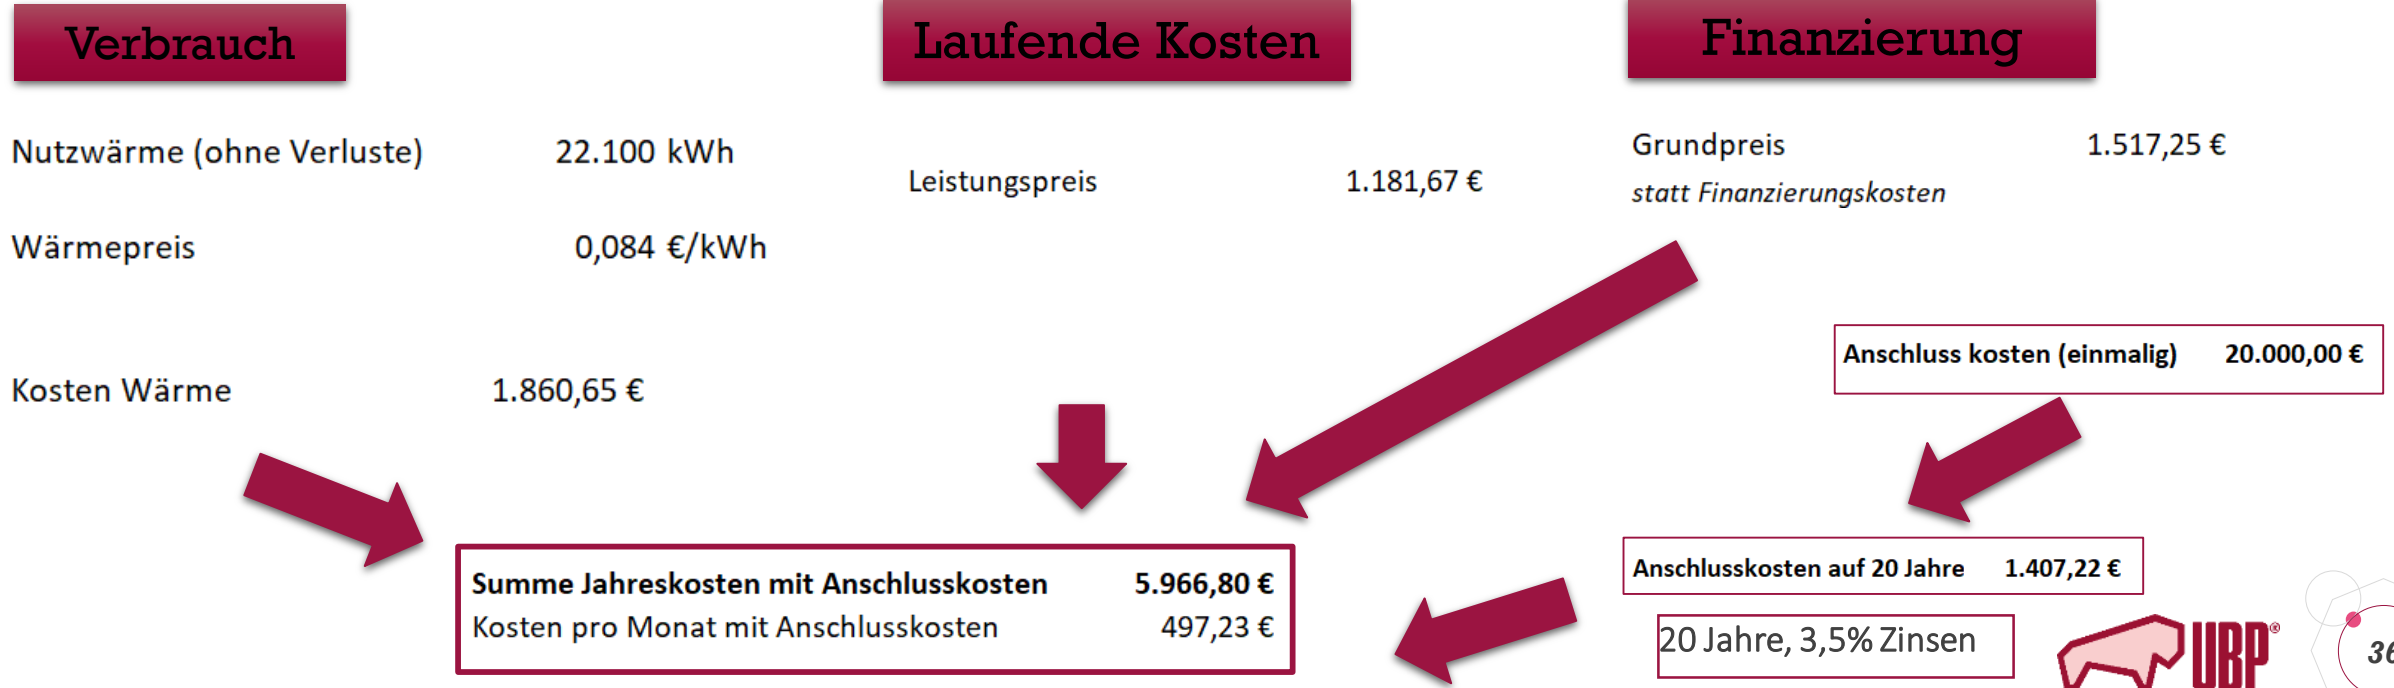 Verbrauch
Laufende Kosten
Finanzierung
Nutzwärme (ohne Verluste) 22.100 kWh
Wärmepreis 0,084 €/kWh
Kosten Wärme 1.860,65 €
Leistungspreis 1.181,67 €
Grundpreis 1.517,25 €
statt Finanzierungskosten
Anschluss kosten (einmalig) 20.000,00 €
Anschlusskosten auf 20 Jahre 1.407,22 €
20 Jahre, 3,5% Zinsen
Summe Jahreskosten mit Anschlusskosten 5.966,80 €
Kosten pro Monat mit Anschlusskosten 497,23 €
UBP®